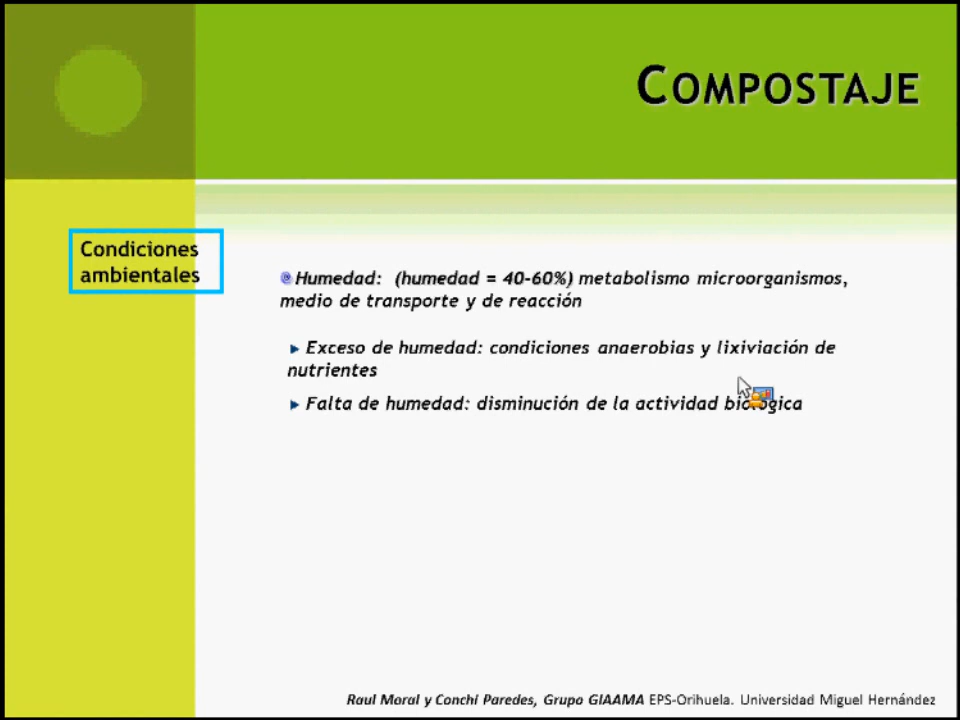 COMPOSTAJE
Condiciones
ambientales
Humedad: (humedad = 40-60%) metabolismo microorganismos,
medio de transporte y de reacción
Exceso de humedad: condiciones anaerobias y lixiviación de
nutrientes
Falta de humedad: disminución de la actividad biológica
Raul Moral y Conchi Paredes, Grupo GIAAMA EPS-Orihuela. Universidad Miguel Hernández